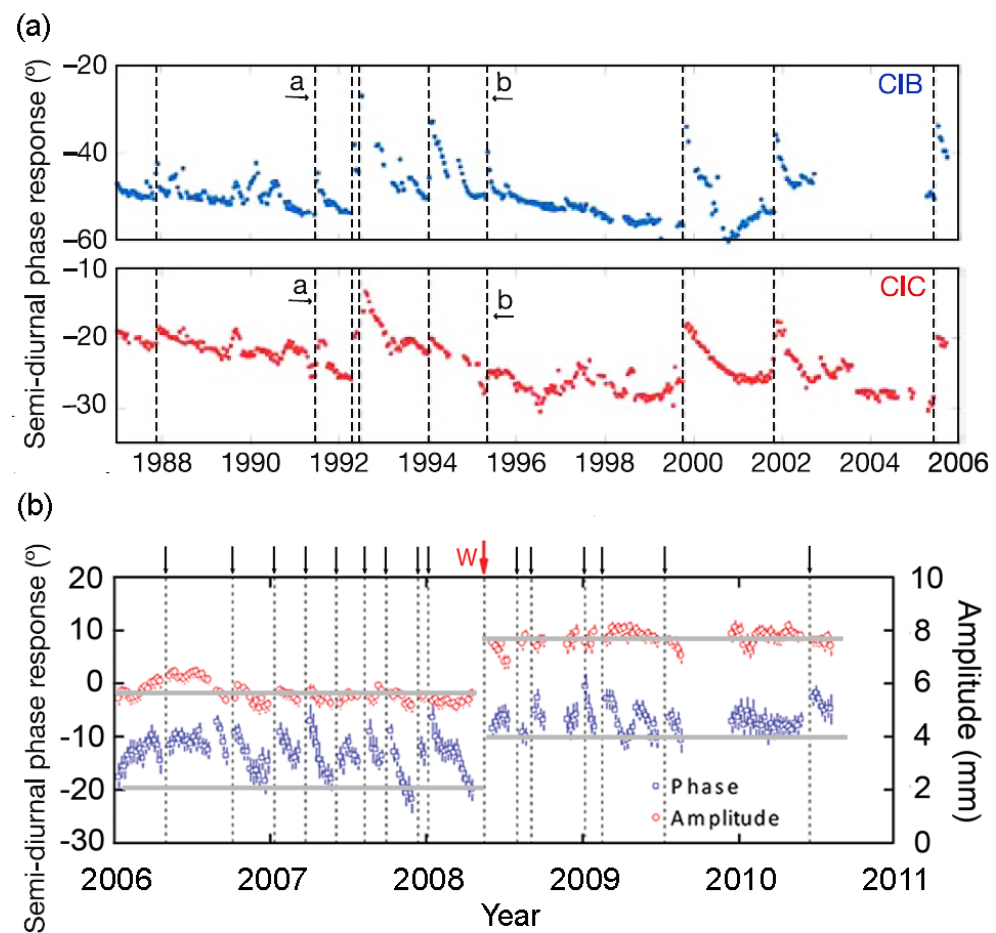 (a)
Semi-diurnal phase response (º)
–20
–40
–60
a
b
CIB
–10
–20
–30
a
b
CIC
1988 1990 1992 1994 1996 1998 2000 2002 2004 2006
(b)
Semi-diurnal phase response (º)
W
20
10
0
-10
-20
-30
10
8
6
4
2
0
Amplitude (mm)
Phase
Amplitude
2006 2007 2008 2009 2010 2011
Year